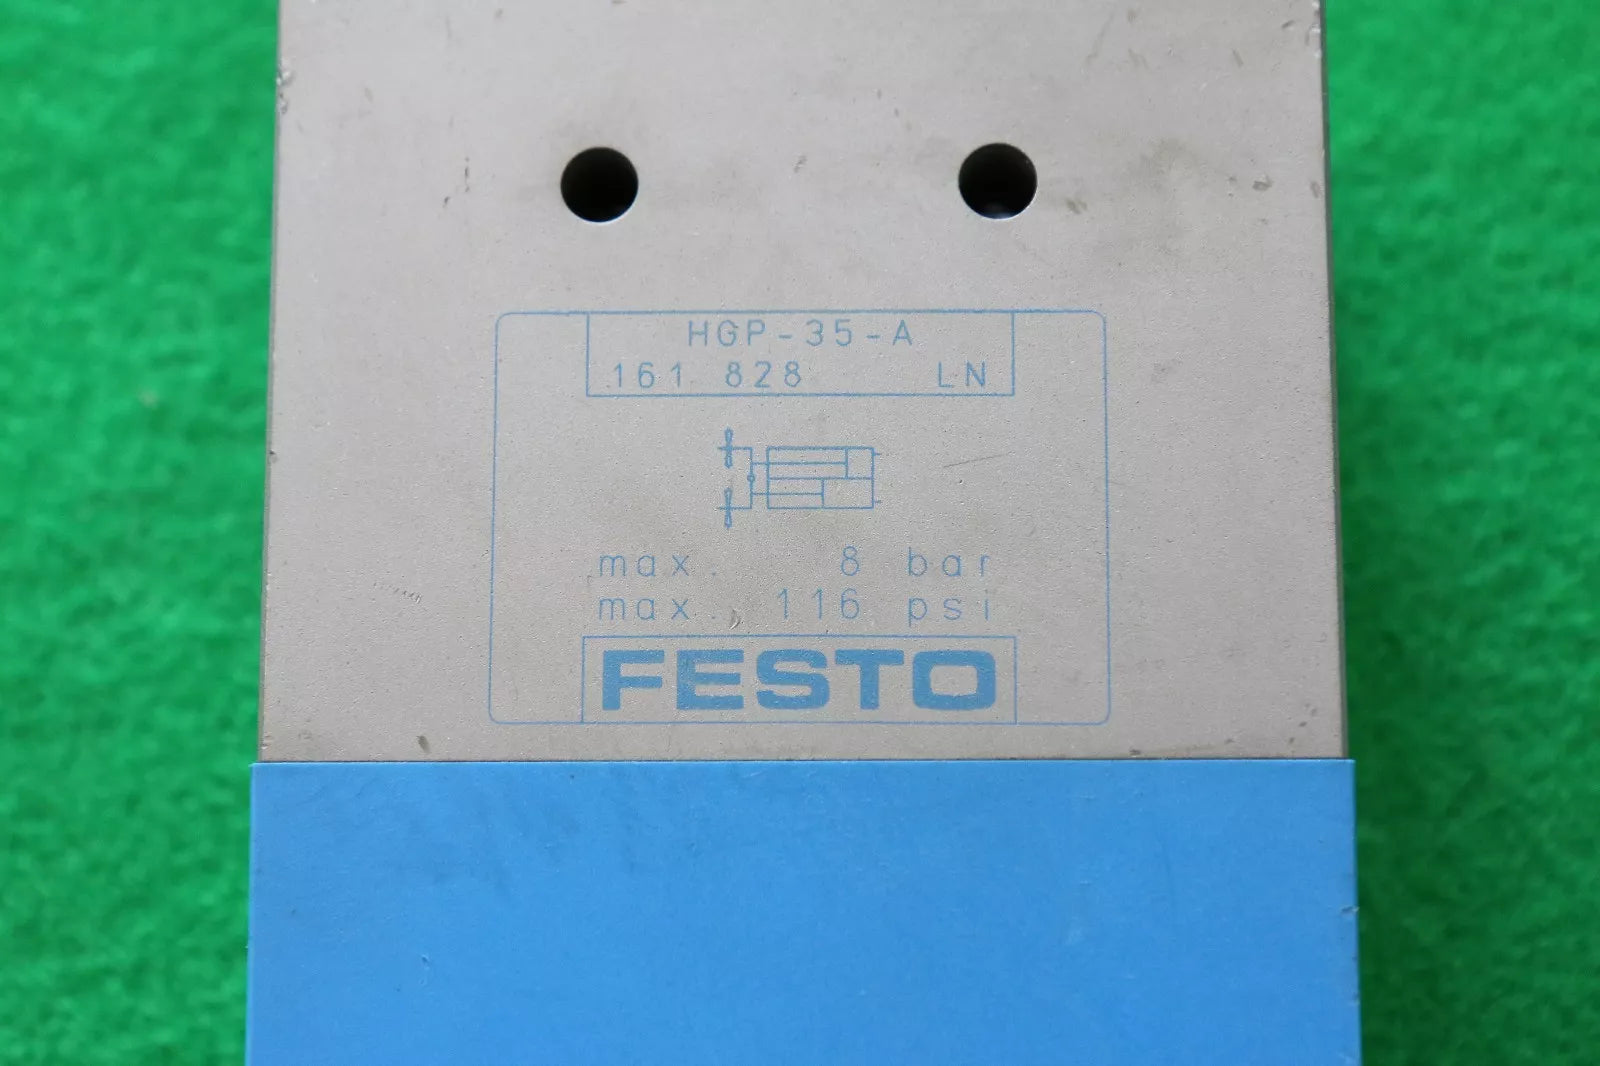 HGP-35-A
161 828 LN
max. 8 bar
max. 116 psi
FESTO